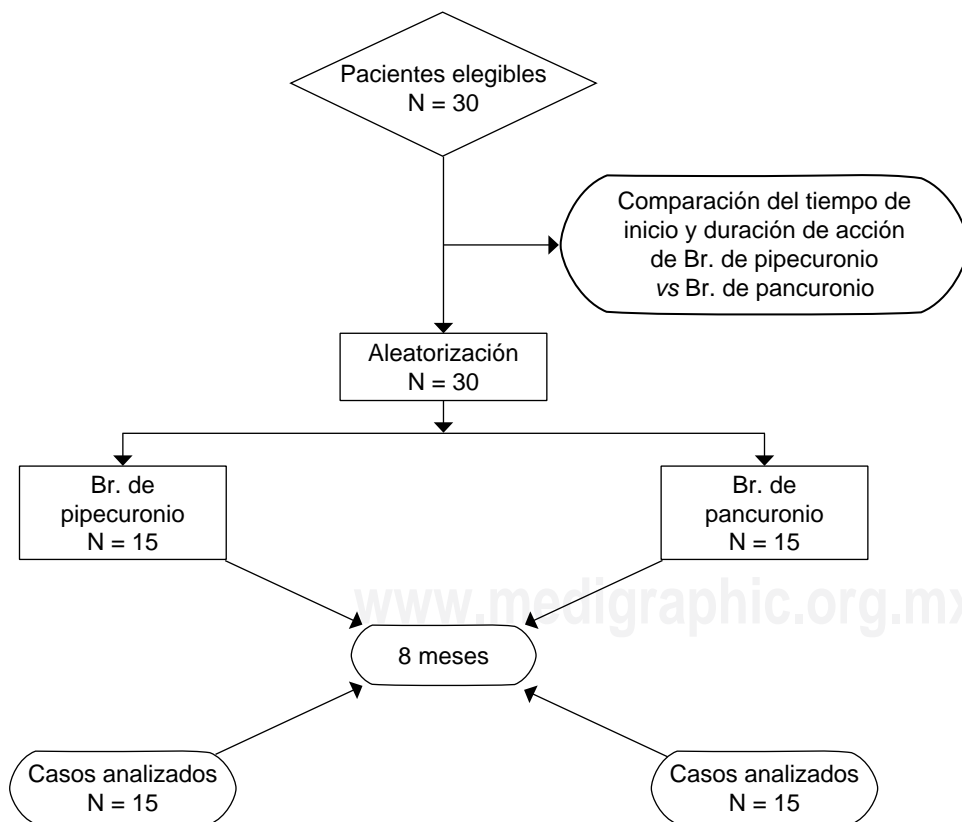 Pacientes elegibles
N = 30
Comparación del tiempo de
inicio y duración de acción
de Br. de pipecuronio
vs Br. de pancuronio
Aleatorización
N = 30
Br. de
pipecuronio
N = 15
Br. de
pancuronio
N = 15
www.medigraphic.org.mx
8 meses
Casos analizados
N = 15
Casos analizados
N = 15